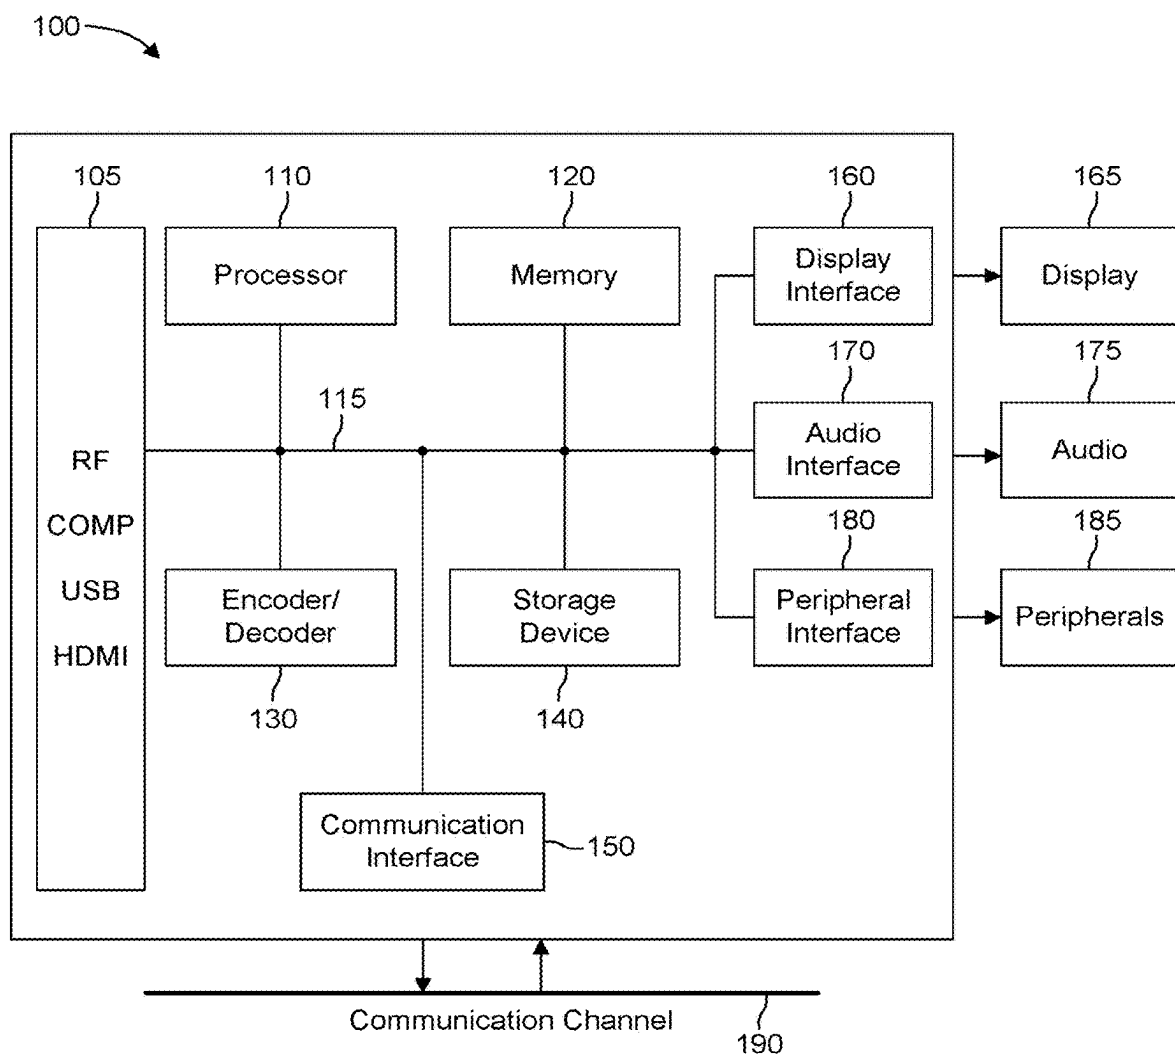 100
105
110
120
160
165
Processor
Memory
Display
Interface
Display
170
175
115
RF
COMP
USB
HDMI
Audio
Interface
Audio
180
185
Encoder/
Decoder
Storage
Device
Peripheral
Interface
Peripherals
130
140
Communication
Interface
150
Communication Channel
190